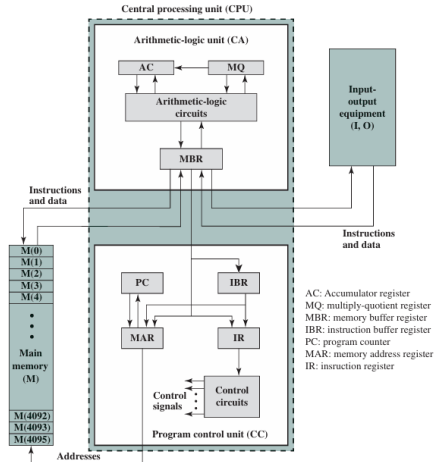 Central processing unit (CPU)
Arithmetic-logic unit (CA)
AC
MQ
Arithmetic-logic
circuits
MBR
Input-
output
equipment
(I, O)
Instructions
and data
Instructions
and data
M(0)
M(1)
M(2)
M(3)
M(4)
Main
memory
(M)
M(4092)
M(4093)
M(4095)
PC
IBR
MAR
IR
Control
signals
Control
circuits
Program control unit (CC)
Addresses
AC: Accumulator register
MQ: multiply-quotient register
MBR: memory buffer register
IBR: instruction buffer register
PC: program counter
MAR: memory address register
IR: insruction register